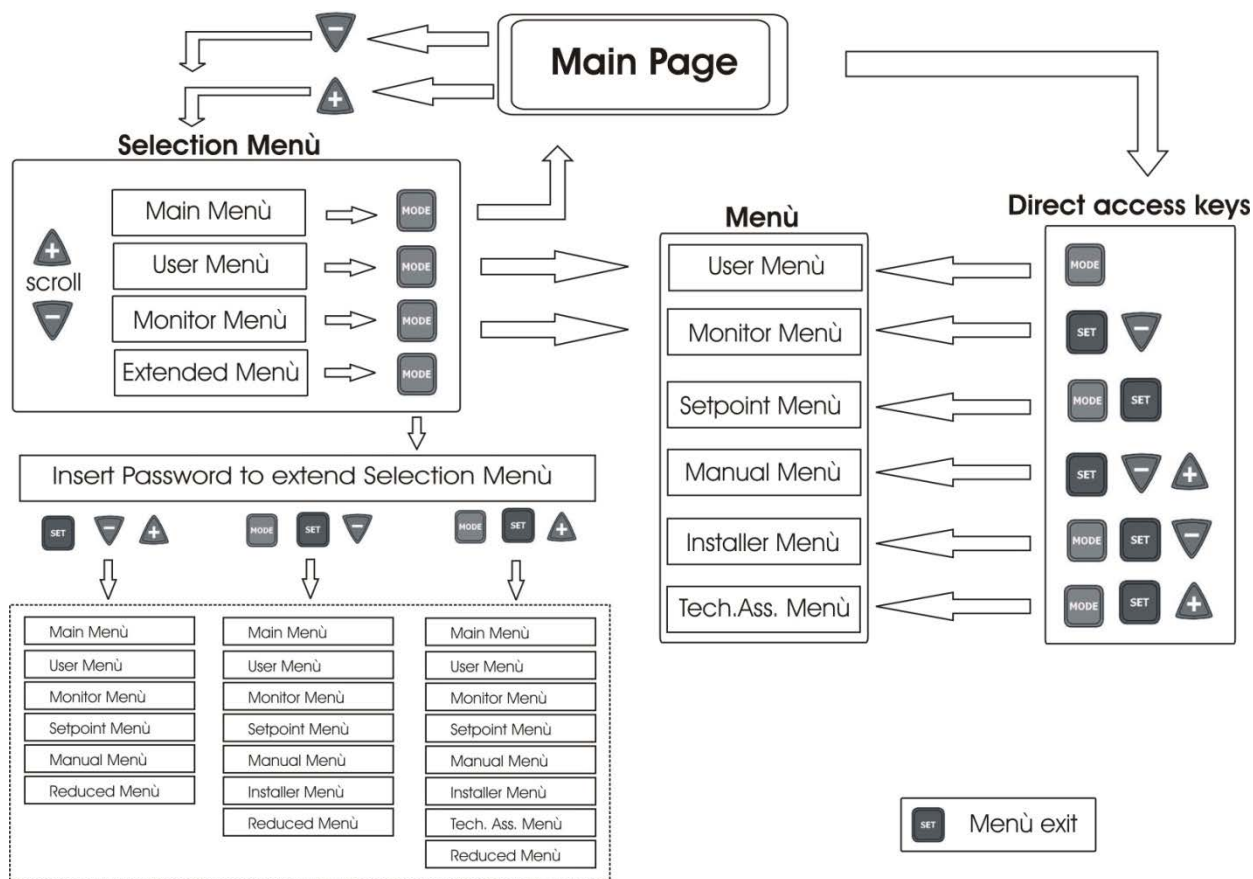 Main Page
−
+
Selection Menù
+
scroll
−
Main Menù
MODE
User Menù
MODE
Monitor Menù
MODE
Extended Menù
MODE
Insert Password to extend Selection Menù
SET − +
MODE SET −
MODE SET +
Main Menù
User Menù
Monitor Menù
Setpoint Menù
Manual Menù
Reduced Menù
Main Menù
User Menù
Monitor Menù
Setpoint Menù
Manual Menù
Installer Menù
Reduced Menù
Main Menù
User Menù
Monitor Menù
Setpoint Menù
Manual Menù
Installer Menù
Tech. Ass. Menù
Reduced Menù
Menù
User Menù
Monitor Menù
Setpoint Menù
Manual Menù
Installer Menù
Tech.Ass. Menù
Direct access keys
MODE
SET −
MODE SET
SET − +
MODE SET −
MODE SET +
SET Menù exit